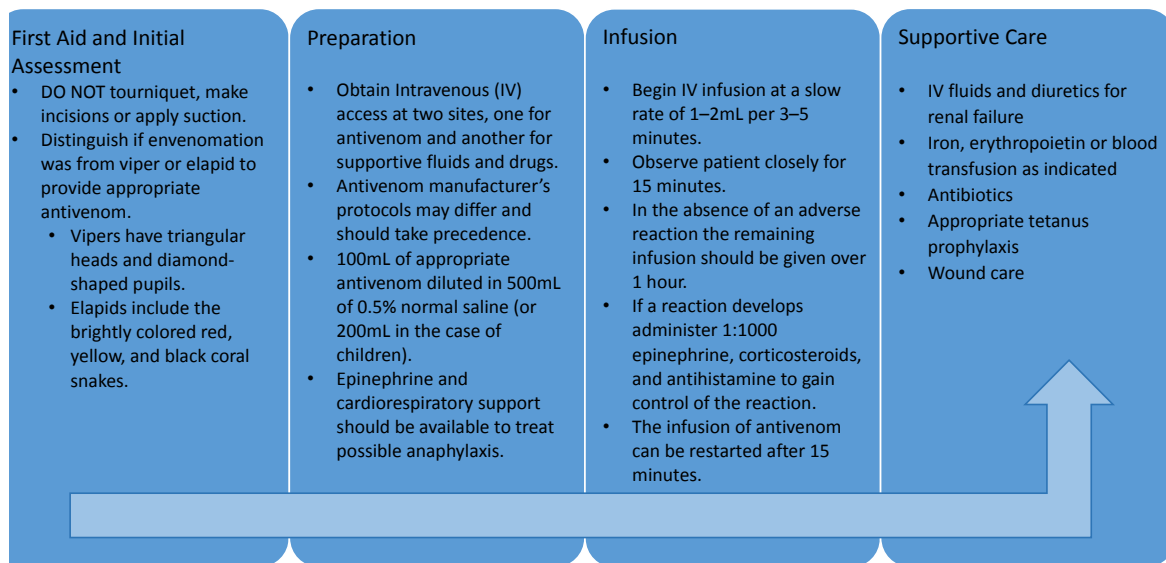 First Aid and Initial
Assessment
• DO NOT tourniquet, make
incisions or apply suction.
• Distinguish if envenomation
was from viper or elapid to
provide appropriate
antivenom.
• Vipers have triangular
heads and diamond-
shaped pupils.
• Elapids include the
brightly colored red,
yellow, and black coral
snakes.
Preparation
• Obtain Intravenous (IV)
access at two sites, one for
antivenom and another for
supportive fluids and drugs.
• Antivenom manufacturer’s
protocols may differ and
should take precedence.
• 100mL of appropriate
antivenom diluted in 500mL
of 0.5% normal saline (or
200mL in the case of
children).
• Epinephrine and
cardiorespiratory support
should be available to treat
possible anaphylaxis.
Infusion
• Begin IV infusion at a slow
rate of 1–2mL per 3–5
minutes.
• Observe patient closely for
15 minutes.
• In the absence of an adverse
reaction the remaining
infusion should be given over
1 hour.
• If a reaction develops
administer 1:1000
epinephrine, corticosteroids,
and antihistamine to gain
control of the reaction.
• The infusion of antivenom
can be restarted after 15
minutes.
Supportive Care
• IV fluids and diuretics for
renal failure
• Iron, erythropoietin or blood
transfusion as indicated
• Antibiotics
• Appropriate tetanus
prophylaxis
• Wound care